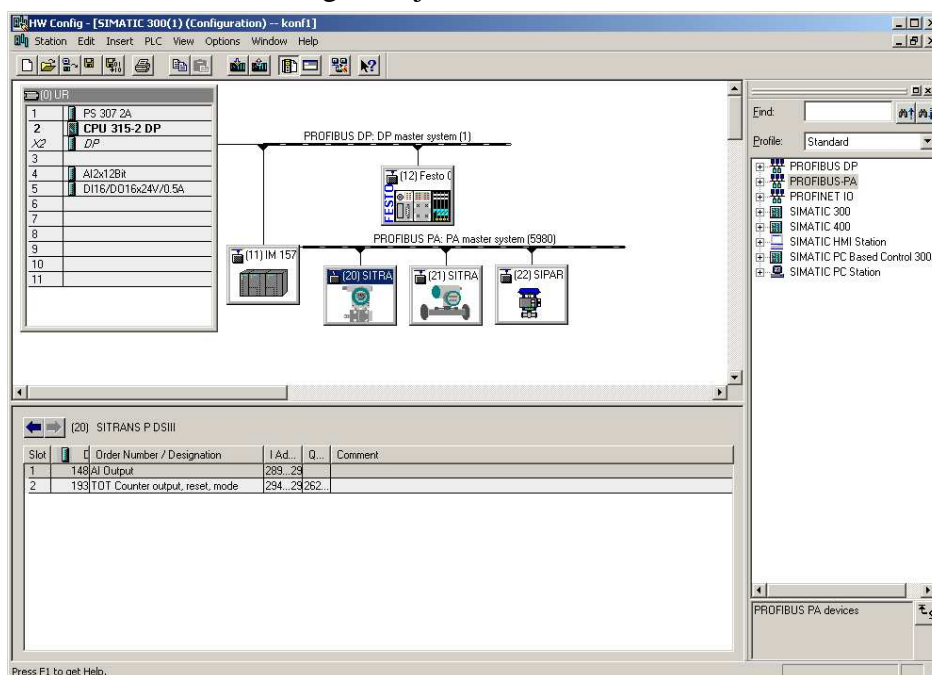 HW Config - [SIMATIC 300(1) (Configuration) -- konf1]
Station Edit Insert PLC View Options Window Help
(0) UR
1 PS 307 2A
2 CPU 315-2 DP
X2 DP
3
4 AI2x12Bit
5 DI16/DO16x24V/0.5A
6
7
8
9
10
11
PROFIBUS DP: DP master system (1)
(12) Festo
FESTO
PROFIBUS PA: PA master system (5980)
(11) IM 157
(20) SITRA
(21) SITRA
(22) SIPAR
Find:
Profile: Standard
PROFIBUS DP
PROFIBUS-PA
PROFINET IO
SIMATIC 300
SIMATIC 400
SIMATIC HMI Station
SIMATIC PC Based Control 300
SIMATIC PC Station
PROFIBUS PA devices
(20) SITRANS P DSIII
Slot Order Number / Designation I Ad... Q... Comment
1 148 AI Output 289...29
2 193 TOT Counter output, reset, mode 294...29 262...
Press F1 to get Help.